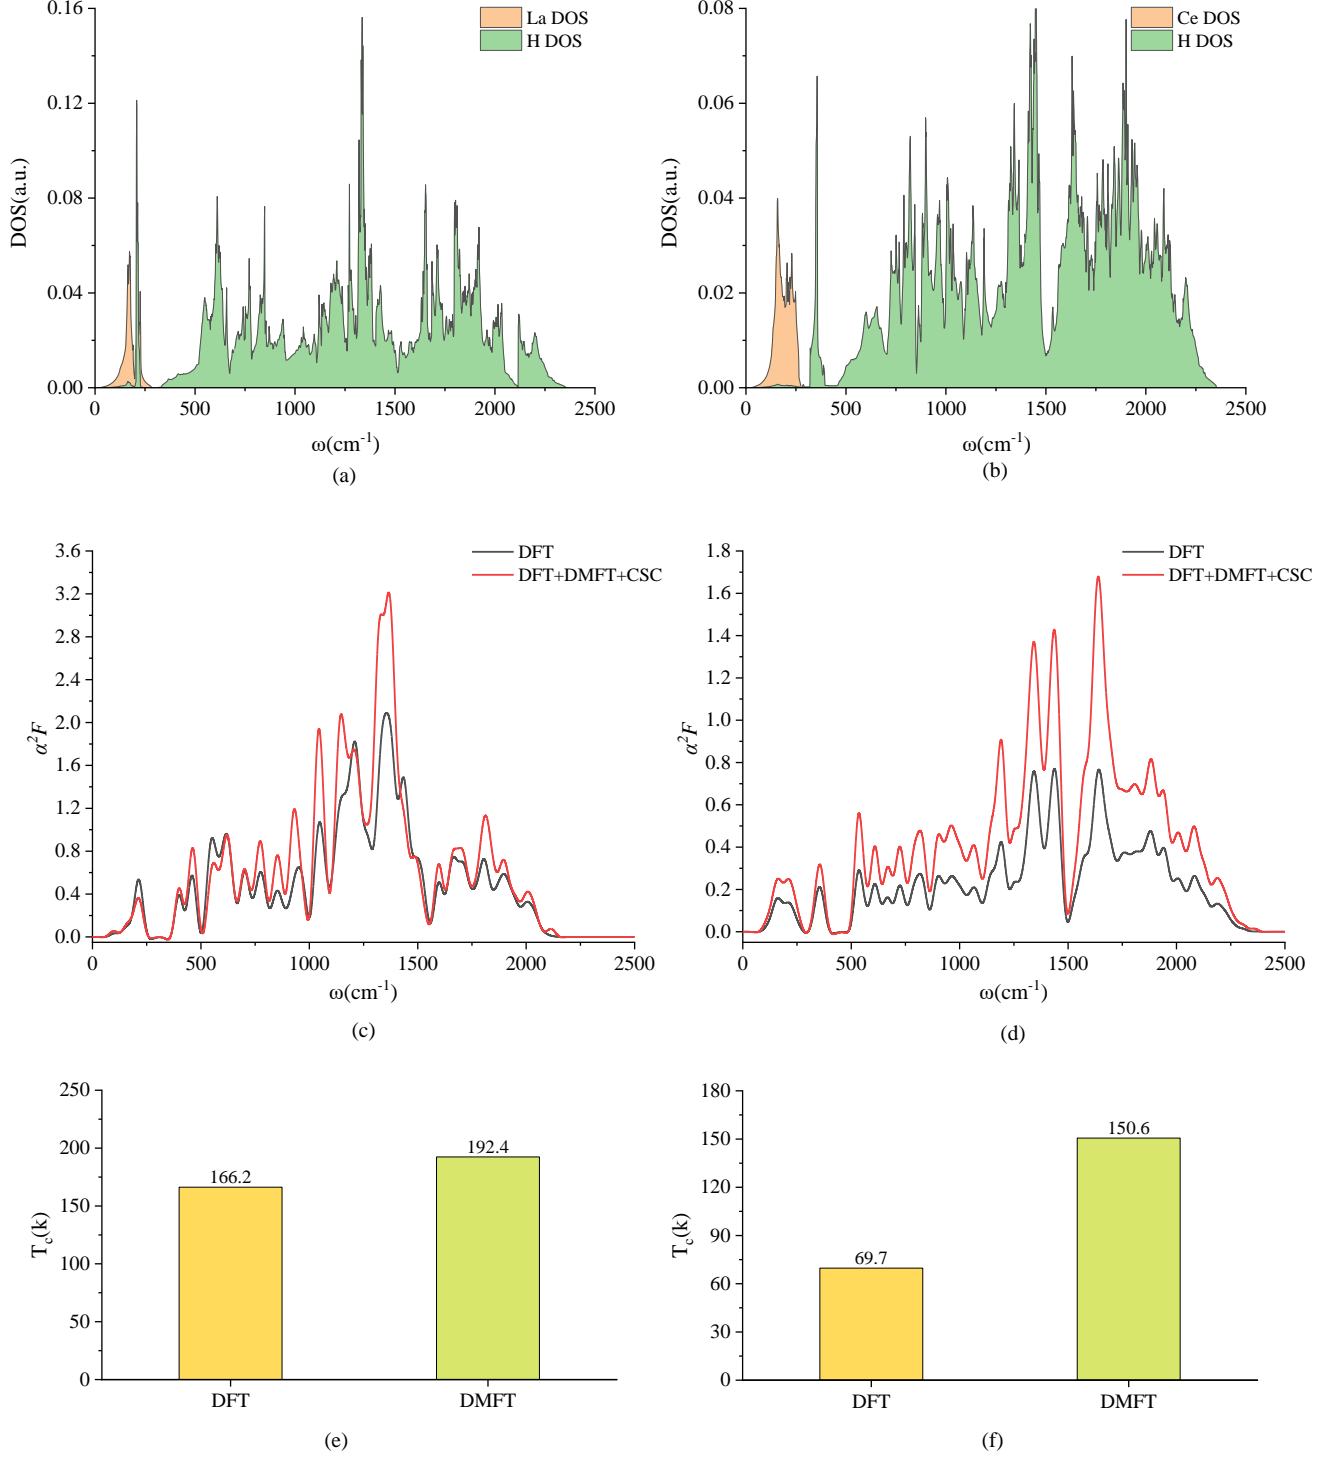 La DOS
H DOS
0.16
0.12
0.08
0.04
0.00
DOS(a.u.)
0 500 1000 1500 2000 2500
ω(cm⁻¹)
(a)
Ce DOS
H DOS
0.08
0.06
0.04
0.02
0.00
DOS(a.u.)
0 500 1000 1500 2000 2500
ω(cm⁻¹)
(b)
DFT
DFT+DMFT+CSC
3.6
3.2
2.8
2.4
2.0
1.6
1.2
0.8
0.4
0.0
α²F
0 500 1000 1500 2000 2500
ω(cm⁻¹)
(c)
DFT
DFT+DMFT+CSC
1.8
1.6
1.4
1.2
1.0
0.8
0.6
0.4
0.2
0.0
α²F
0 500 1000 1500 2000 2500
ω(cm⁻¹)
(d)
250
200
150
100
50
0
T_c(k)
166.2
192.4
DFT DMFT
(e)
180
150
120
90
60
30
0
T_c(k)
69.7
150.6
DFT DMFT
(f)